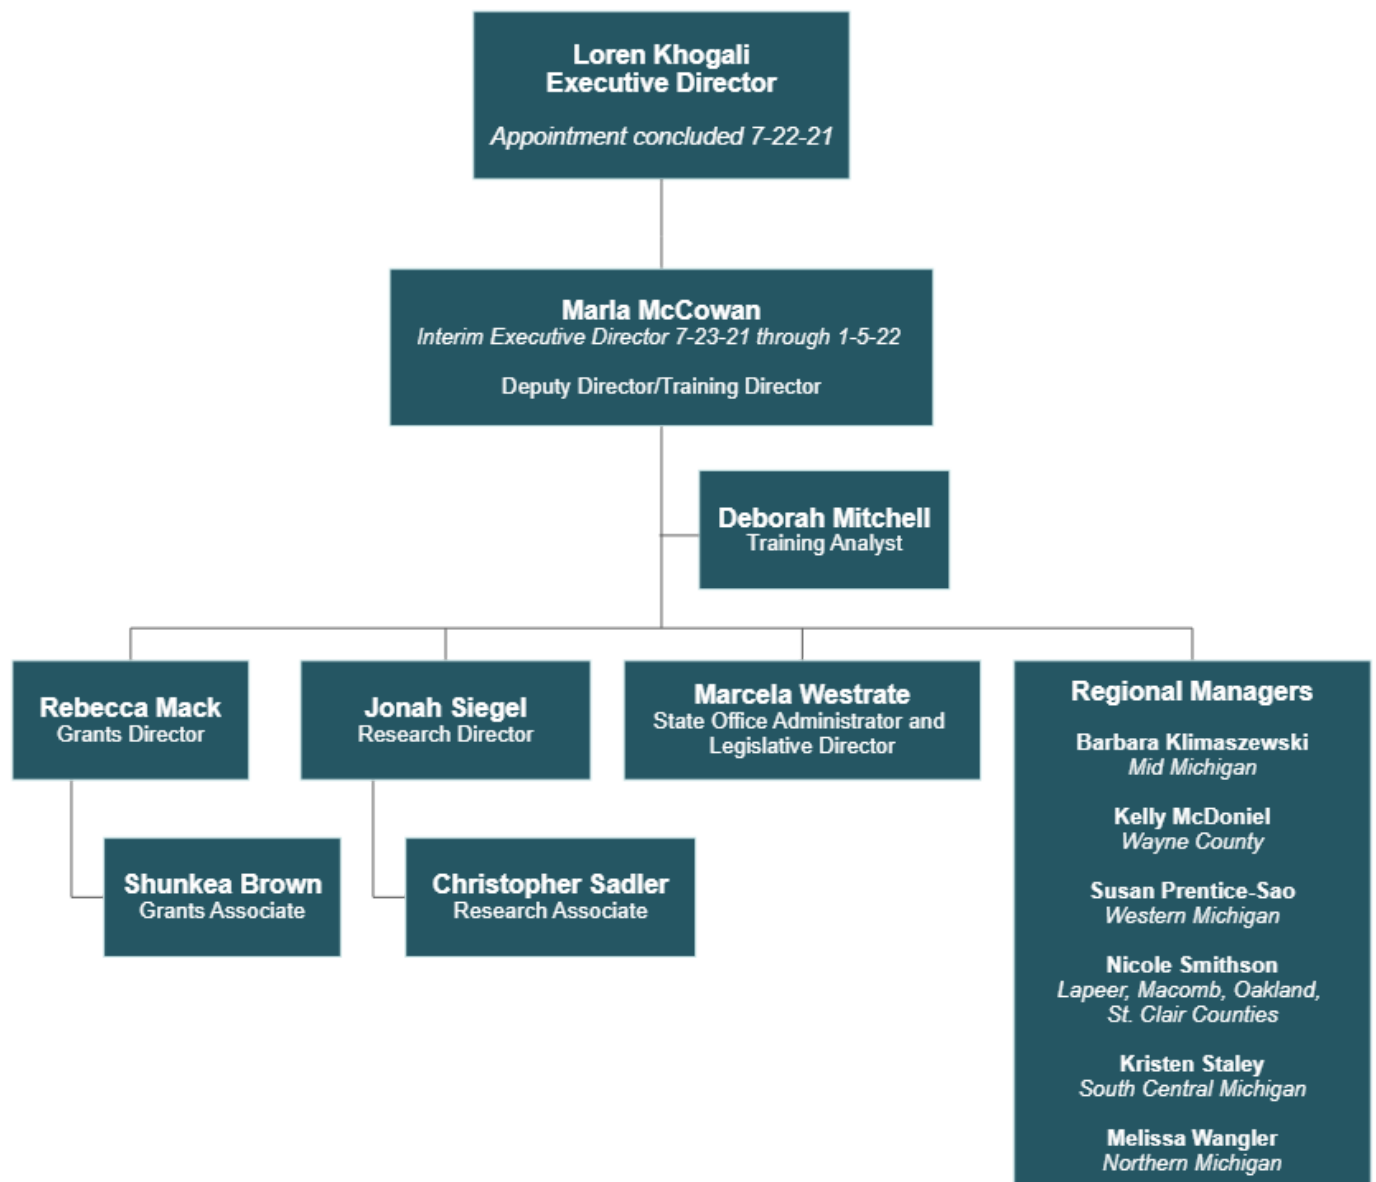 Loren Khogali
Executive Director
Appointment concluded 7-22-21
Marla McCowan
Interim Executive Director 7-23-21 through 1-5-22
Deputy Director/Training Director
Deborah Mitchell
Training Analyst
Rebecca Mack
Grants Director
Jonah Siegel
Research Director
Marcela Westrate
State Office Administrator and
Legislative Director
Regional Managers
Barbara Klimaszewski
Mid Michigan
Kelly McDoniel
Wayne County
Susan Prentice-Sao
Western Michigan
Nicole Smithson
Lapeer, Macomb, Oakland,
St. Clair Counties
Kristen Staley
South Central Michigan
Melissa Wangler
Northern Michigan
Shunkea Brown
Grants Associate
Christopher Sadler
Research Associate